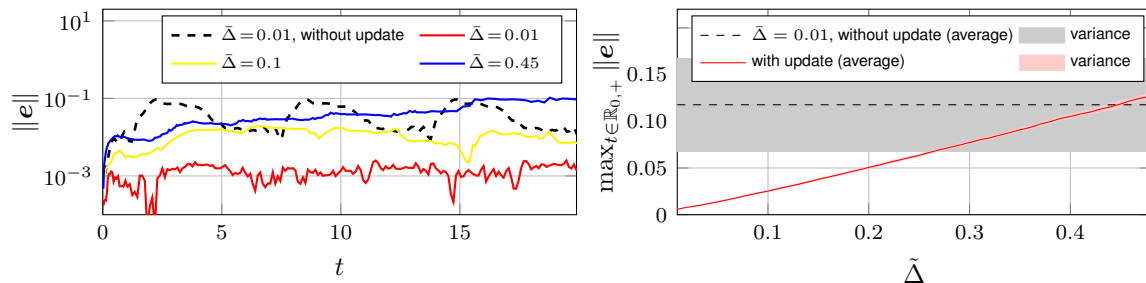 Δ̄ = 0.01, without update
Δ̄ = 0.01
Δ̄ = 0.1
Δ̄ = 0.45
10¹
10⁻¹
10⁻³
‖e‖
0
5
10
15
t
Δ̄ = 0.01, without update (average)
variance
with update (average)
variance
0.15
0.10
0.05
0
max_{t∈ℝ_{0,+}} ‖e‖
0.1
0.2
0.3
0.4
Δ̃